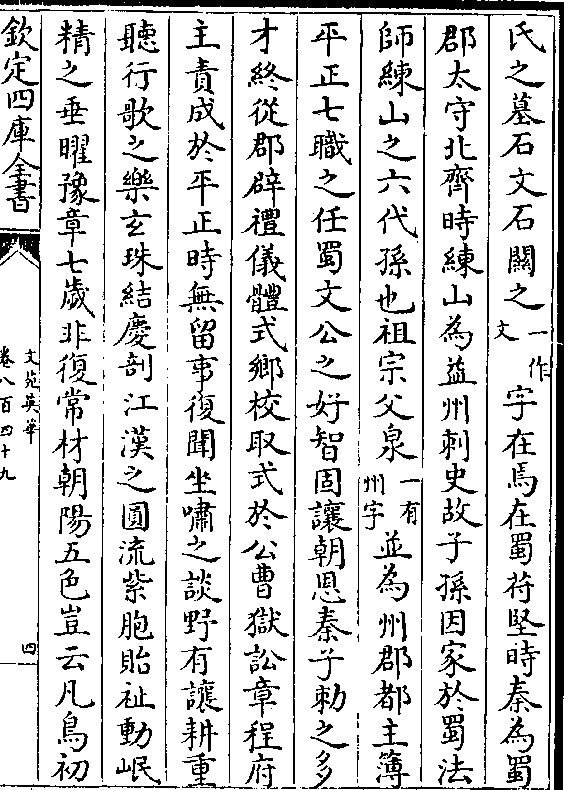 氏之墓石文石闕之一作文字在焉在蜀苻堅時秦為蜀
郡太守北齊時練山為益州刺史故子孫因家於蜀法
師練山之六代孫也祖宗父泉一有州字並為州郡都主簿
平正七職之任蜀文公之好智固讓朝恩秦子勅之多
才終從郡辟禮儀體式鄉校取式於公曹獄訟章程府
主責成於平正時無留事復聞坐嘯之談野有讓耕重
聽行歌之樂玄珠結慶剖江漢之圓流紫胞貽祉動岷
精之垂曜豫章七歲非復常材朝陽五色豈云凡鳥初
欽定四庫全書
文苑英華
卷八百四十九
四